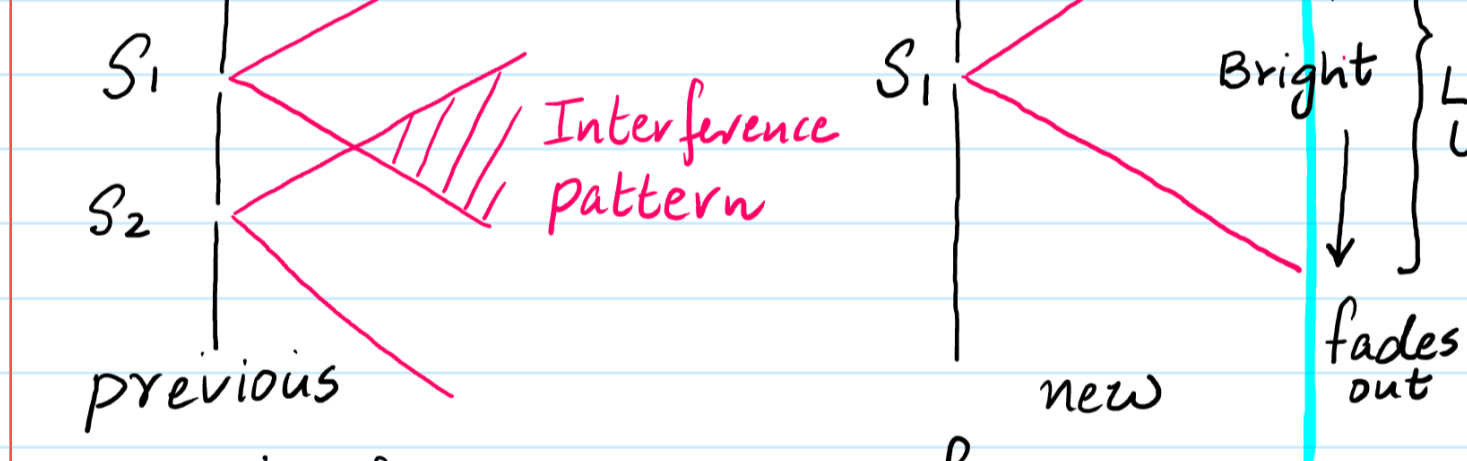 S1
S2
Interference
pattern
previous
S1
Bright
fades
out
new